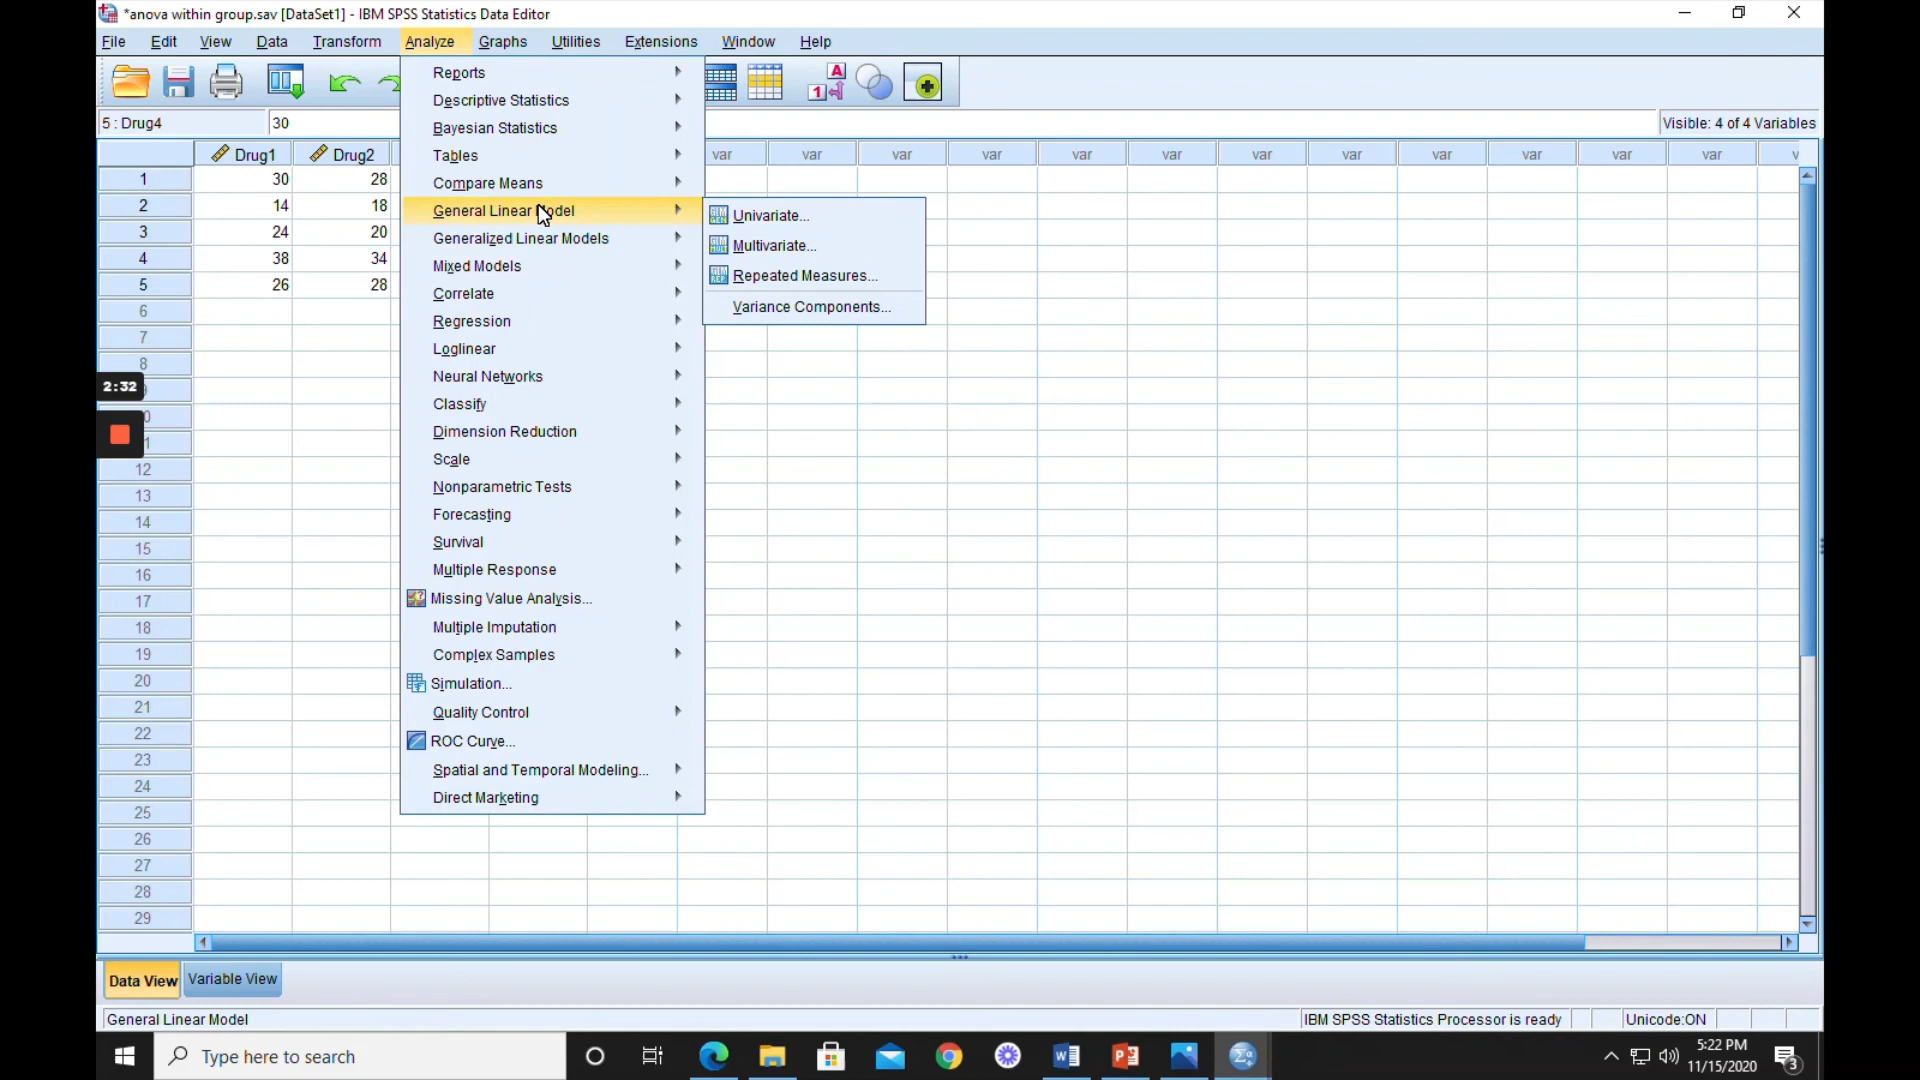 *anova within group.sav [DataSet1] - IBM SPSS Statistics Data Editor
File Edit View Data Transform Analyze Graphs Utilities Extensions Window Help
5 : Drug4 30 Visible: 4 of 4 Variables
Drug1 Drug2 var var var var var var var var var var var var
1 30 28
2 14 18
3 24 20
4 38 34
5 26 28
6
7
8
12
13
14
15
16
17
18
19
20
21
22
23
24
25
26
27
28
29
2:32
Reports
Descriptive Statistics
Bayesian Statistics
Tables
Compare Means
General Linear Model
Generalized Linear Models
Mixed Models
Correlate
Regression
Loglinear
Neural Networks
Classify
Dimension Reduction
Scale
Nonparametric Tests
Forecasting
Survival
Multiple Response
Missing Value Analysis...
Multiple Imputation
Complex Samples
Simulation...
Quality Control
ROC Curve...
Spatial and Temporal Modeling...
Direct Marketing
Univariate...
Multivariate...
Repeated Measures...
Variance Components...
Data View Variable View
General Linear Model IBM SPSS Statistics Processor is ready Unicode:ON
Type here to search
5:22 PM
11/15/2020
3